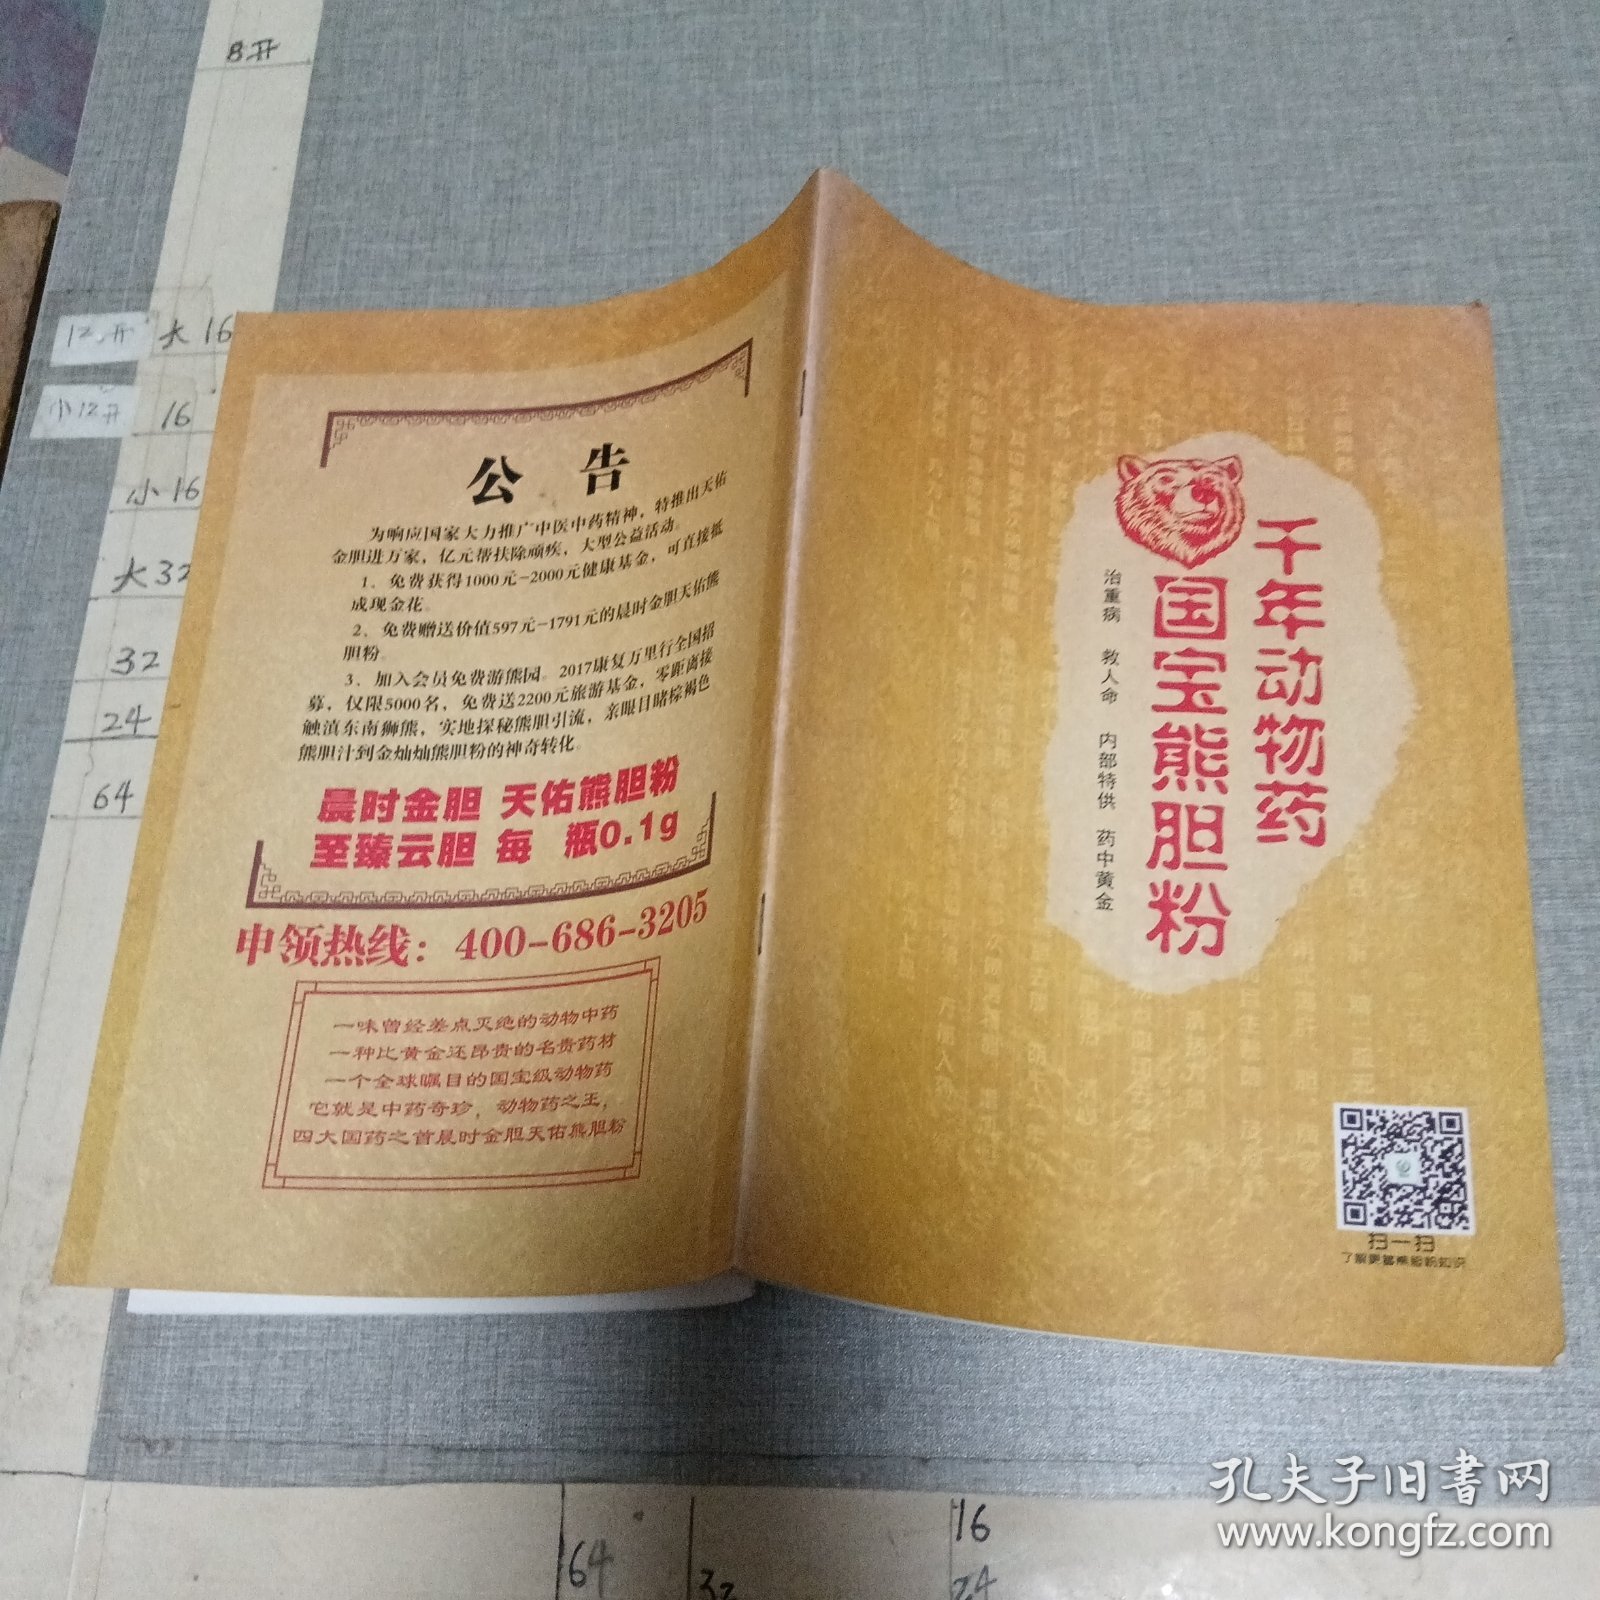 8开
12开 大16
小12开 16
小16
大32
32
24
64
公 告
为响应国家大力推广中医中药精神，特推出天佑
金胆进万家，亿元帮扶除顽疾，大型公益活动。
1、免费获得1000元-2000元健康基金，可直接抵
成现金花。
2、免费赠送价值597元-1791元的晨时金胆天佑熊
胆粉。
3、加入会员免费游熊园。2017康复万里行全国招
募，仅限5000名，免费送2200元旅游基金，零距离接
触滇东南狮熊，实地探秘熊胆引流，亲眼目睹棕褐色
熊胆汁到金灿灿熊胆粉的神奇转化。
晨时金胆 天佑熊胆粉
至臻云胆 每 瓶0.1g
申领热线：400-686-3205
一味曾经差点灭绝的动物中药
一种比黄金还昂贵的名贵药材
一个全球瞩目的国宝级动物药
它就是中药奇珍，动物药之王，
四大国药之首晨时金胆天佑熊胆粉
千年动物药
国宝熊胆粉
治重病 救人命 内部特供 药中黄金
扫一扫
了解更多熊胆粉知识
孔夫子旧书网
www.kongfz.com
16
64
32
24